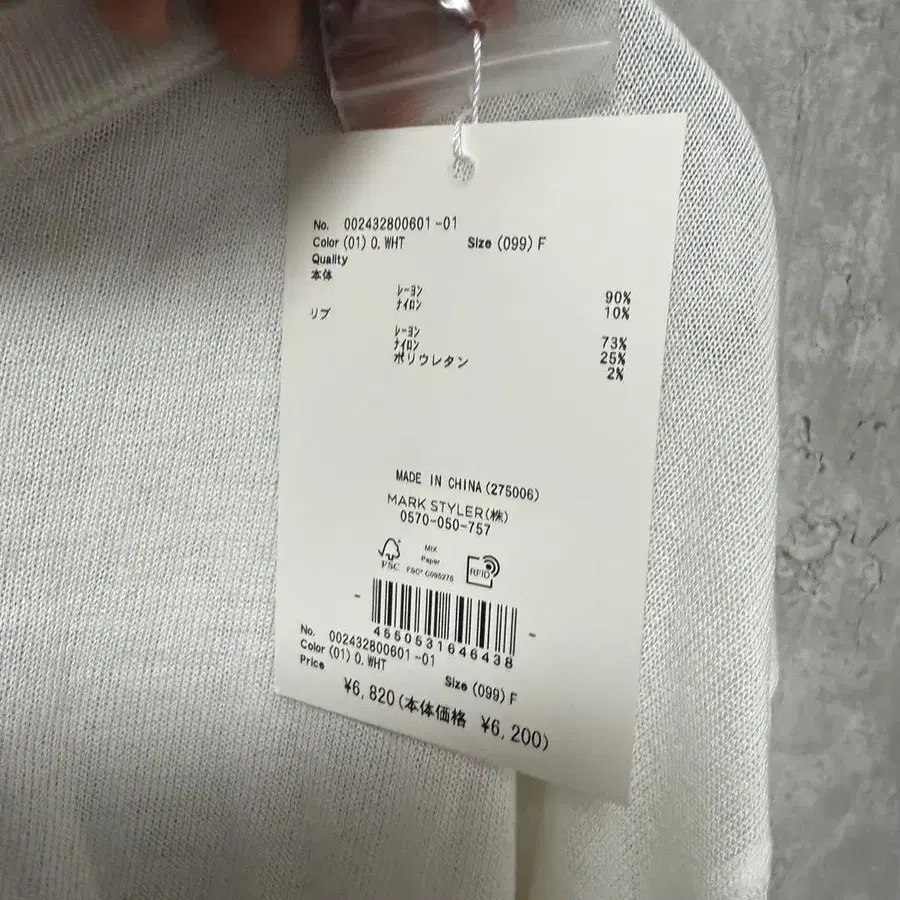 No. 002432800601-01
Color (01) O.WHT Size (099) F
Quality
本体
ﾚｰﾖﾝ 90%
ﾅｲﾛﾝ 10%
リブ
ﾚｰﾖﾝ 73%
ﾅｲﾛﾝ 25%
ポリウレタン 2%
MADE IN CHINA(275006)
MARK STYLER(株)
0570-050-757
FSC
MIX
Paper
FSC® C095275
RFID
4550531646438
No. 002432800601-01
Color (01) O.WHT Size (099) F
Price
¥6,820(本体価格 ¥6,200)